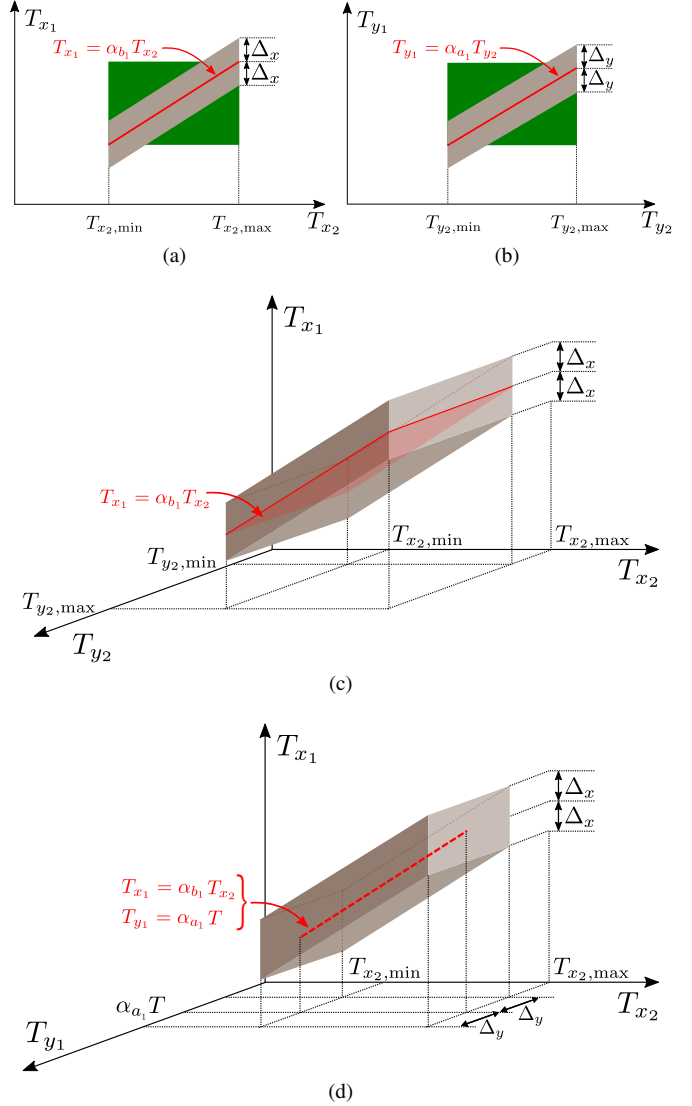 T_{x_1}
T_{x_1} = α_{b_1} T_{x_2}
Δ_x
Δ_x
T_{x_2,min}
T_{x_2,max}
T_{x_2}
(a)
T_{y_1}
T_{y_1} = α_{a_1} T_{y_2}
Δ_y
Δ_y
T_{y_2,min}
T_{y_2,max}
T_{y_2}
(b)
T_{x_1}
Δ_x
Δ_x
T_{x_1} = α_{b_1} T_{x_2}
T_{x_2,min}
T_{x_2,max}
T_{y_2,min}
T_{x_2}
T_{y_2,max}
T_{y_2}
(c)
T_{x_1}
Δ_x
Δ_x
T_{x_1} = α_{b_1} T_{x_2}
T_{y_1} = α_{a_1} T
T_{x_2,min}
T_{x_2,max}
α_{a_1} T
T_{x_2}
Δ_y
Δ_y
T_{y_1}
(d)